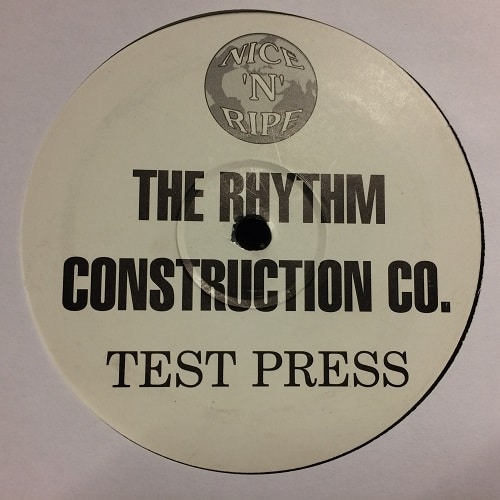 NICE
'N'
RIPE
THE RHYTHM
CONSTRUCTION CO.
TEST PRESS